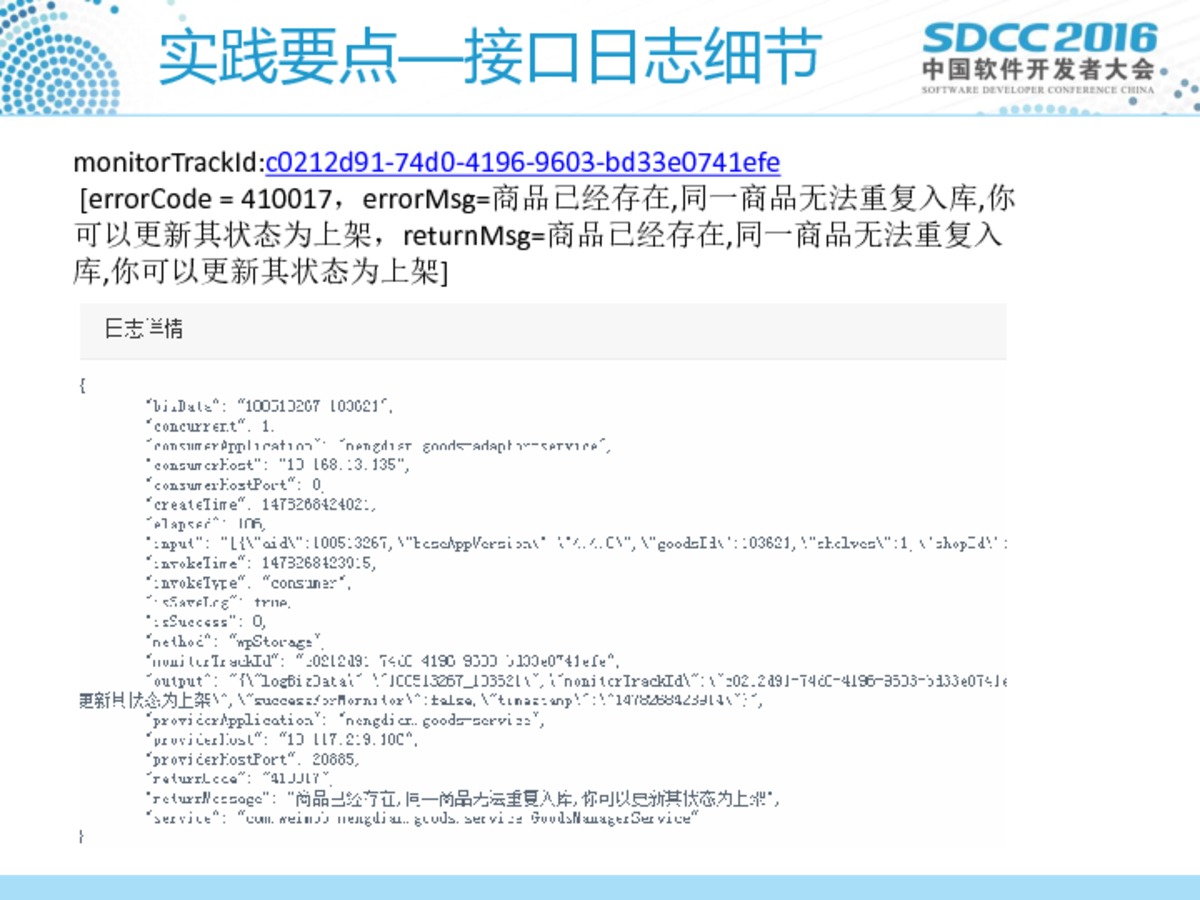 实践要点—接口日志细节
SDCC 2016
中国软件开发者大会
SOFTWARE DEVELOPER CONFERENCE CHINA
monitorTrackId:c0212d91-74d0-4196-9603-bd33e0741efe
[errorCode = 410017，errorMsg=商品已经存在,同一商品无法重复入库,你
可以更新其状态为上架，returnMsg=商品已经存在,同一商品无法重复入
库,你可以更新其状态为上架]
日志详情
{
"bizData": "100513267_103621",
"concurrent": 1,
"consumerApplication": "mengdian_goods-adaptor-service",
"consumerHost": "10.168.13.135",
"consumerHostPort": 0,
"createTime": 1478268424021,
"elapsed": 106,
"input": "[{\"aid\":100513267,\"baseAppVersion\":\"4.4.0\",\"goodsId\":103621,\"shelves\":1,\"shopId\":
"invokeTime": 1478268423915,
"invokeType": "consumer",
"isSaveLog": true,
"isSuccess": 0,
"method": "wpStorage",
"monitorTrackId": "c0212d91-74d0-4196-9603-bd33e0741efe",
"output": "{\"logBizData\":\"100513267_103621\",\"monitorTrackId\":\"c0212d91-74d0-4196-9603-bd33e0741e
更新其状态为上架\",\"successForMornitor\":false,\"timestamp\":\"1478268423914\"}",
"providerApplication": "mengdian_goods-service",
"providerHost": "10.117.219.100",
"providerHostPort": 20885,
"returnCode": "410017",
"returnMessage": "商品已经存在,同一商品无法重复入库,你可以更新其状态为上架",
"service": "com.weimob.mengdian.goods.service.GoodsManagerService"
}